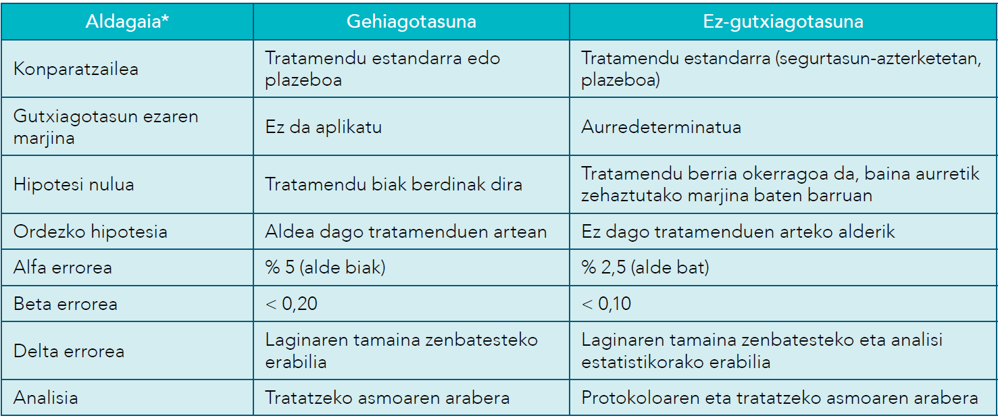 Aldagaia* Gehiagotasuna Ez-gutxiagotasuna
Konparatzailea
Tratamendu estandarra edo
plazeboa
Tratamendu estandarra (segurtasun-azterketetan,
plazeboa)
Gutxiagotasun ezaren
marjina
Ez da aplikatu
Aurredeterminatua
Hipotesi nulua
Tratamendu biak berdinak dira
Tratamendu berria okerragoa da, baina aurretik
zehaztutako marjina baten barruan
Ordezko hipotesia
Aldea dago tratamenduen artean
Ez dago tratamenduen arteko alderik
Alfa errorea
% 5 (alde biak)
% 2,5 (alde bat)
Beta errorea
< 0,20
< 0,10
Delta errorea
Laginaren tamaina zenbatesteko
erabilia
Laginaren tamaina zenbatesteko eta analisi
estatistikorako erabilia
Analisia
Tratatzeko asmoaren arabera
Protokoloaren eta tratatzeko asmoaren arabera